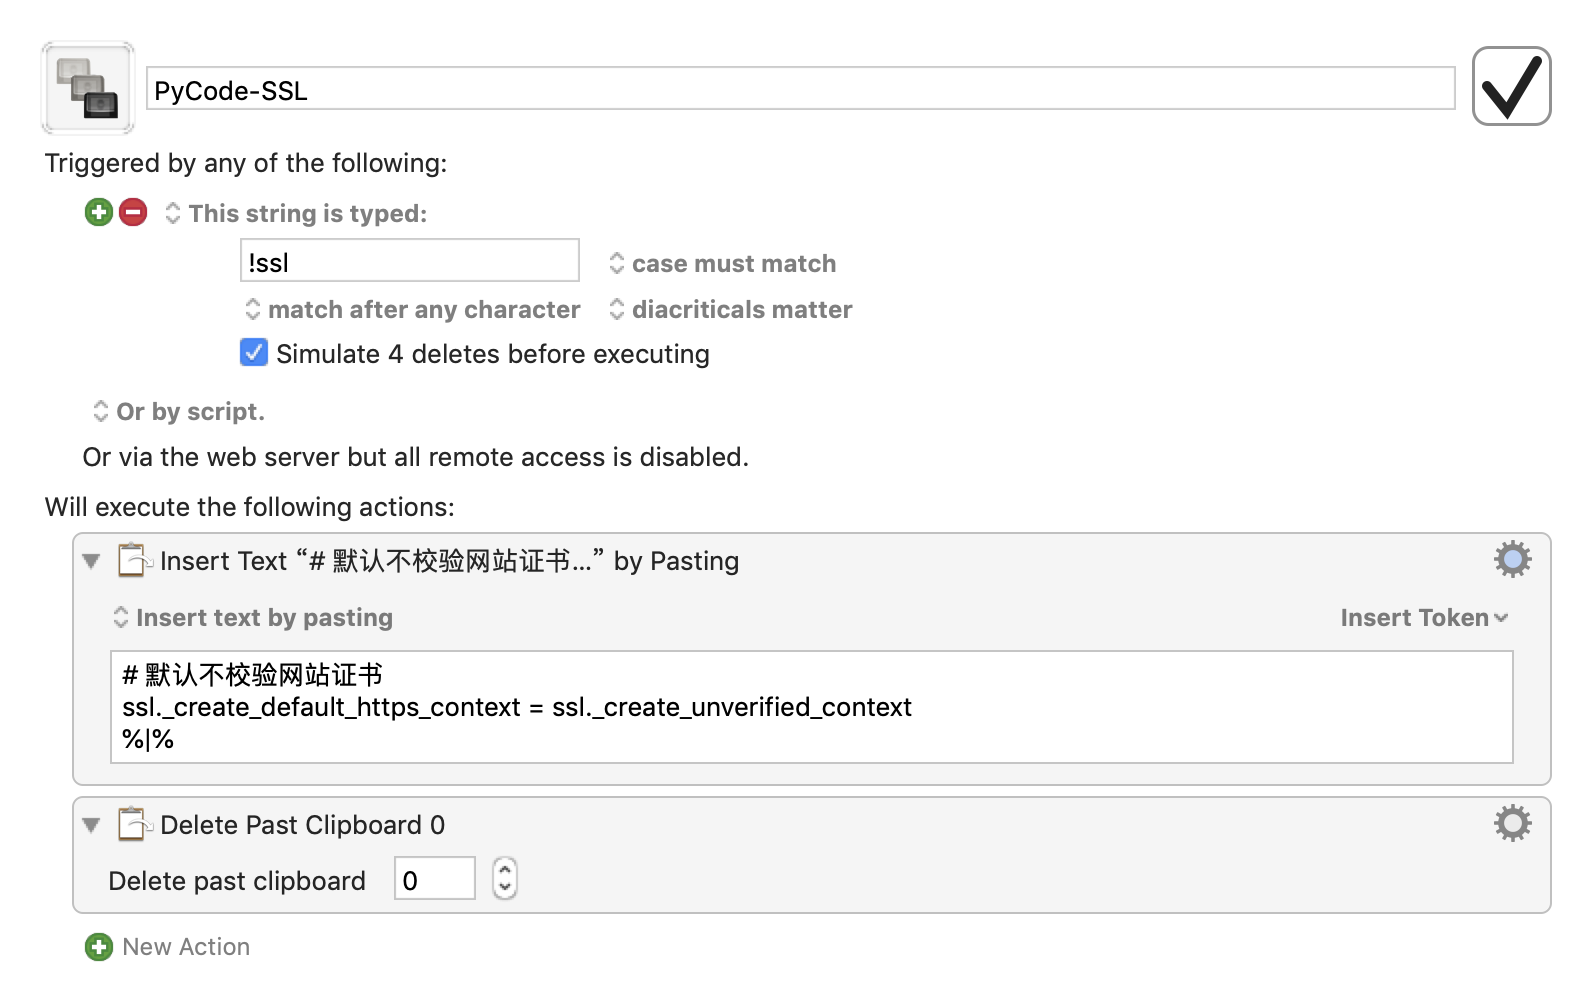 PyCode-SSL
Triggered by any of the following:
This string is typed:
!ssl
case must match
match after any character
diacriticals matter
Simulate 4 deletes before executing
Or by script.
Or via the web server but all remote access is disabled.
Will execute the following actions:
Insert Text “# 默认不校验网站证书...” by Pasting
Insert text by pasting
Insert Token
# 默认不校验网站证书
ssl._create_default_https_context = ssl._create_unverified_context
%|%
Delete Past Clipboard 0
Delete past clipboard
0
New Action